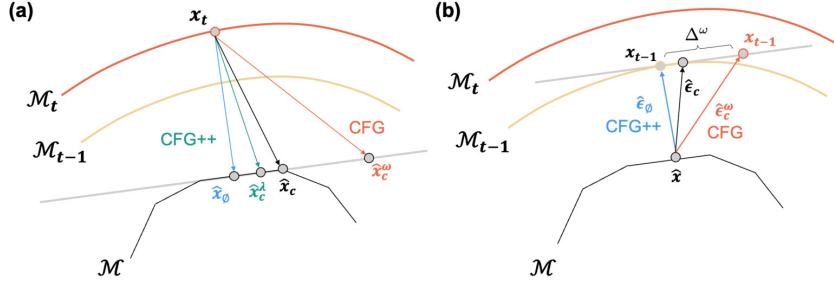 (a)
x_t
M_t
M_{t-1}
CFG++
CFG
x̂_∅
x̂_c^λ
x̂_c
x̂_c^ω
M
(b)
Δ^ω
x_{t-1}
x_{t-1}
M_t
ε̂_c
ε̂_∅
ε̂_c^ω
CFG++
CFG
M_{t-1}
x̂
M